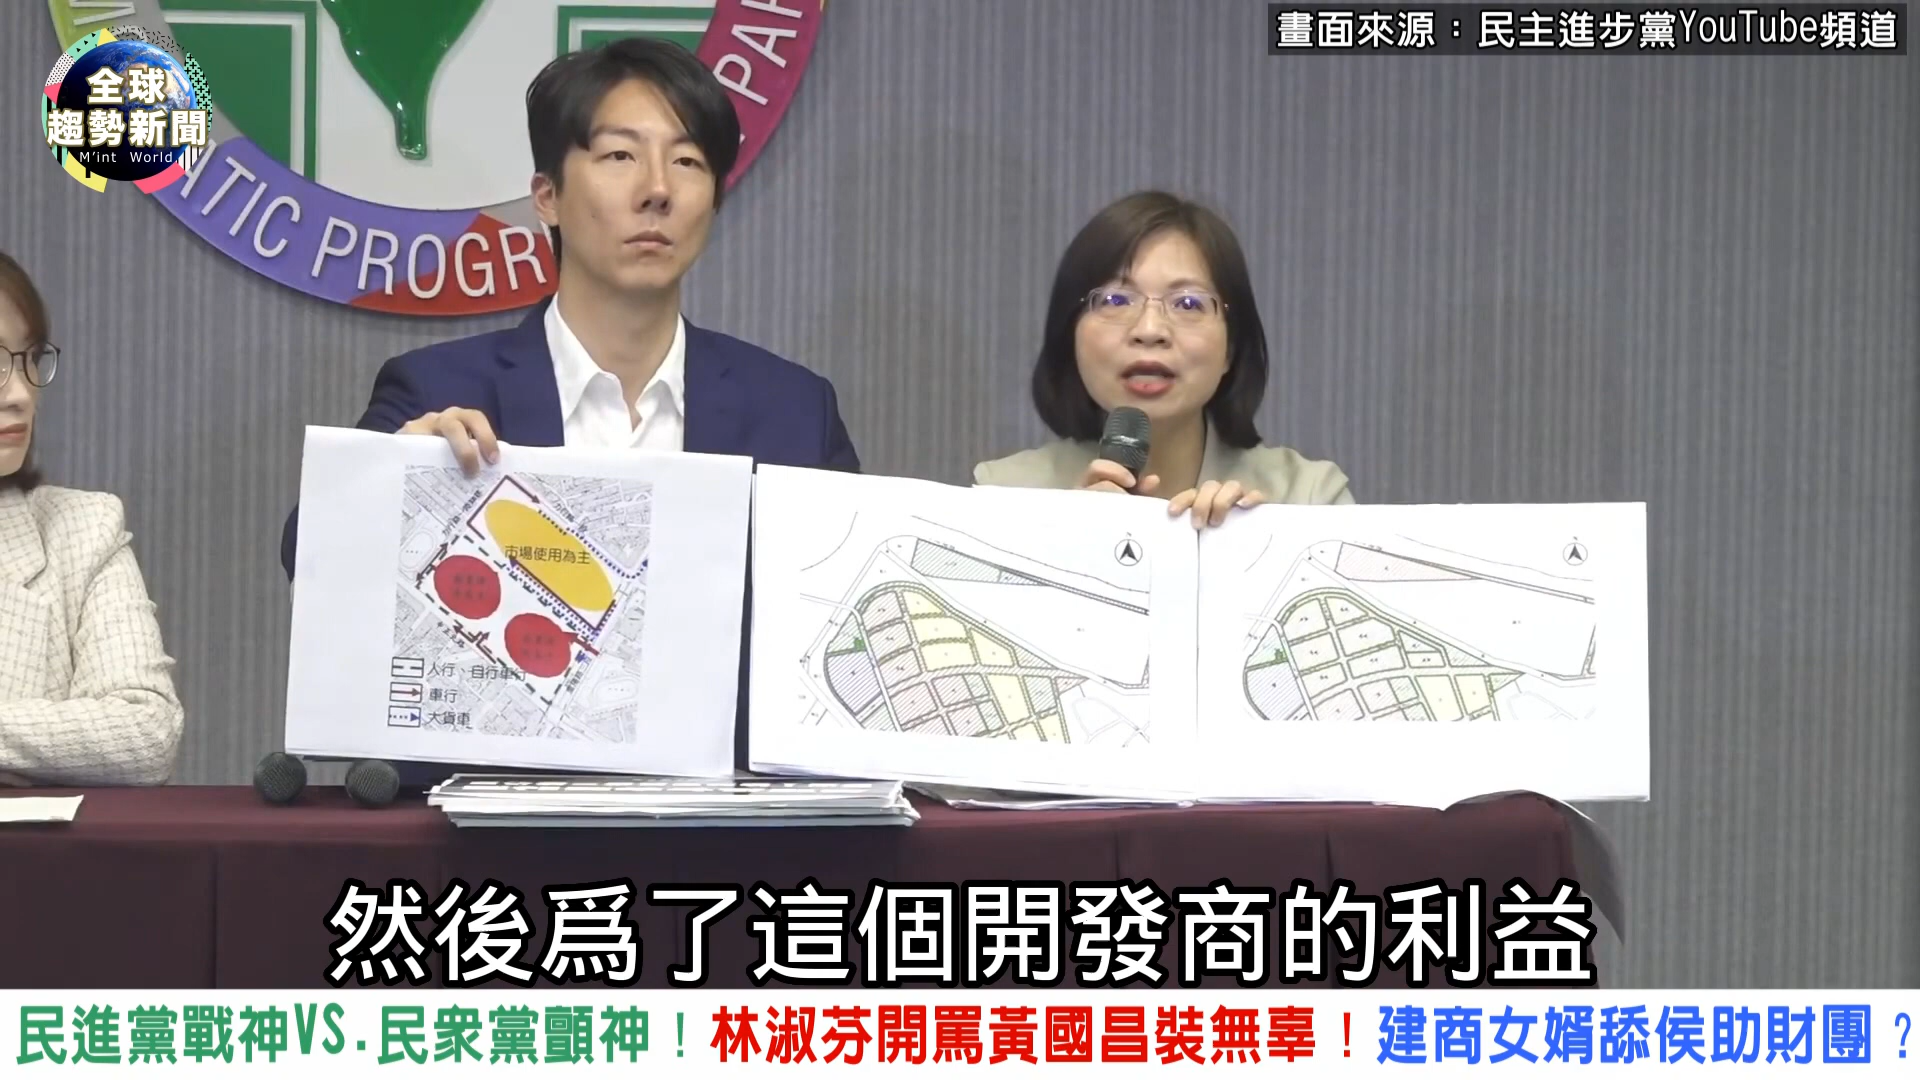 畫面來源：民主進步黨YouTube頻道
全球
趨勢新聞
M'int World
ATIC PROGR
PAR
市場使用為主
人行、自行車行
車行
大貨車
然後爲了這個開發商的利益
民進黨戰神VS.民衆黨顫神！林淑芬開罵黃國昌裝無辜！建商女婿舔侯助財團？